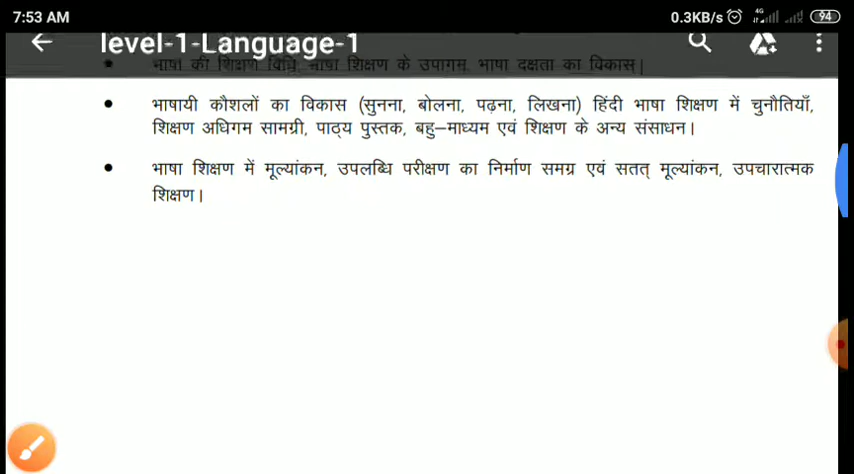 7:53 AM 0.3KB/s 4G 94
level-1-Language-1
भाषा की शिक्षण विधि, भाषा शिक्षण के उपागम, भाषा दक्षता का विकास।
भाषायी कौशलों का विकास (सुनना, बोलना, पढ़ना, लिखना) हिंदी भाषा शिक्षण में चुनौतियाँ,
शिक्षण अधिगम सामग्री, पाठ्य पुस्तक, बहु–माध्यम एवं शिक्षण के अन्य संसाधन।
भाषा शिक्षण में मूल्यांकन, उपलब्धि परीक्षण का निर्माण समग्र एवं सतत् मूल्यांकन, उपचारात्मक
शिक्षण।